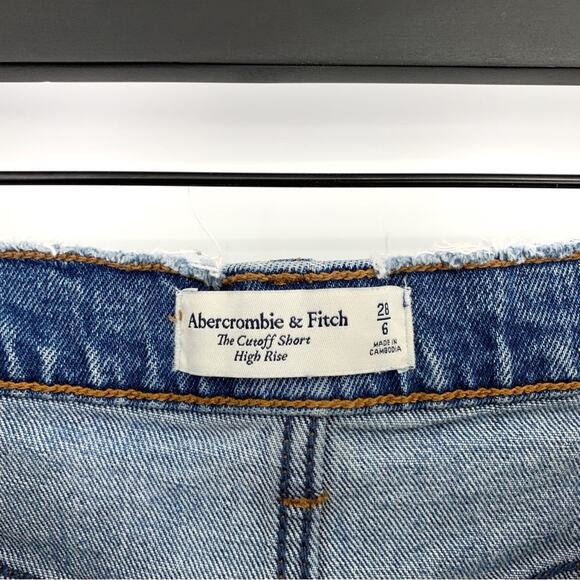 Abercrombie & Fitch
The Cutoff Short
High Rise
28
6
MADE IN
CAMBODIA